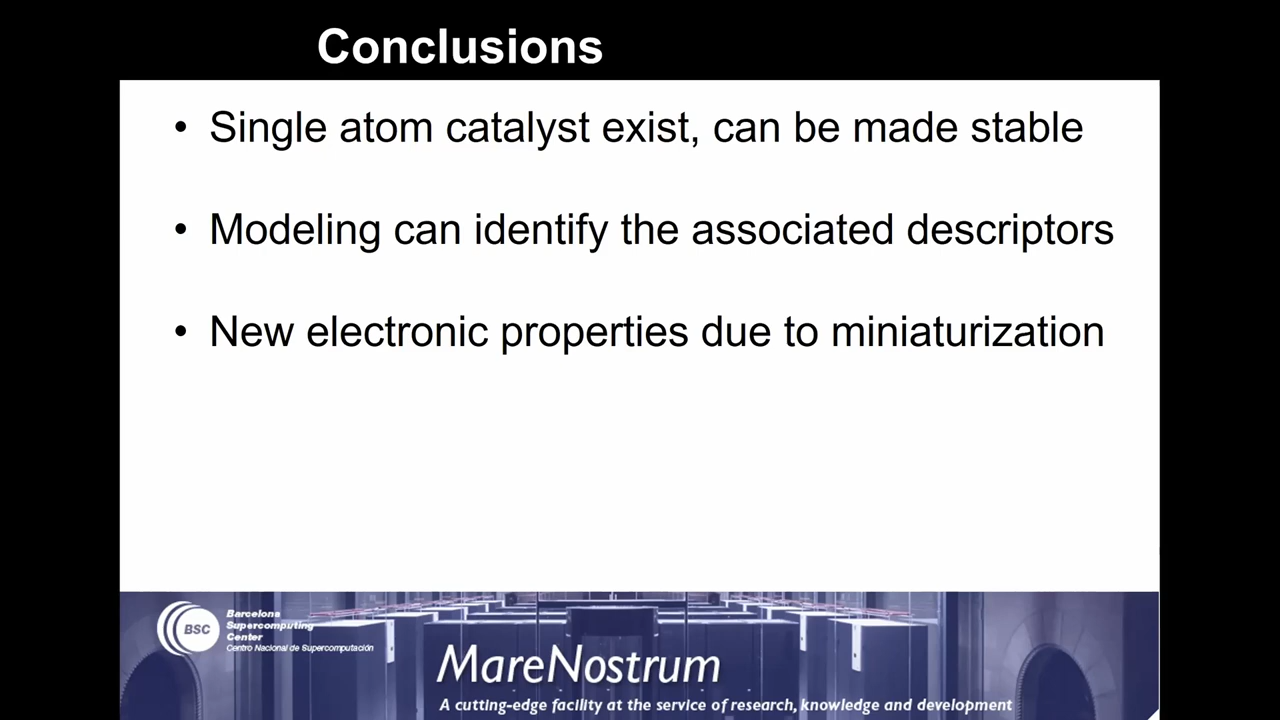 Conclusions
• Single atom catalyst exist, can be made stable
• Modeling can identify the associated descriptors
• New electronic properties due to miniaturization
BSC
Barcelona
Supercomputing
Center
Centro Nacional de Supercomputación
MareNostrum
A cutting-edge facility at the service of research, knowledge and development